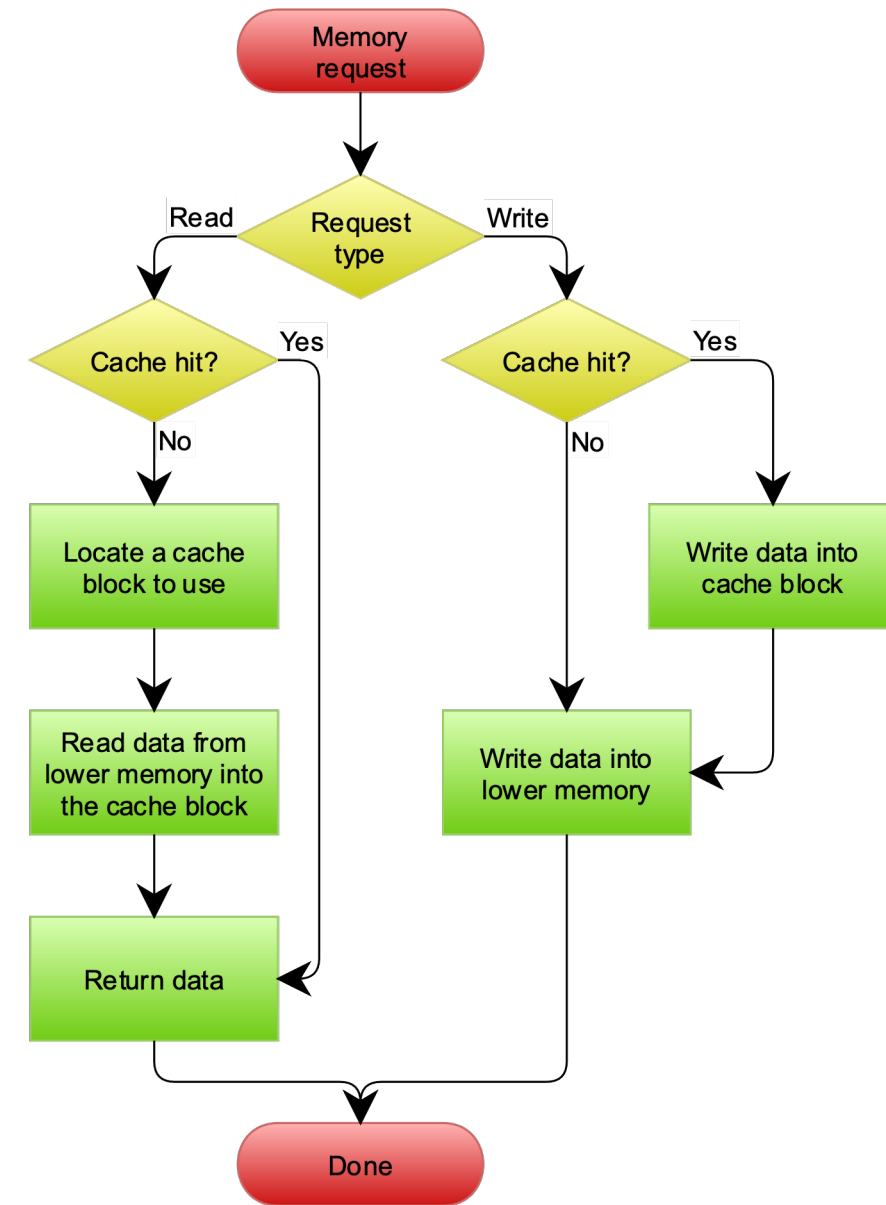 Memory
request
Request
type
Read
Write
Cache hit?
Yes
No
Cache hit?
Yes
No
Locate a cache
block to use
Write data into
cache block
Read data from
lower memory into
the cache block
Write data into
lower memory
Return data
Done